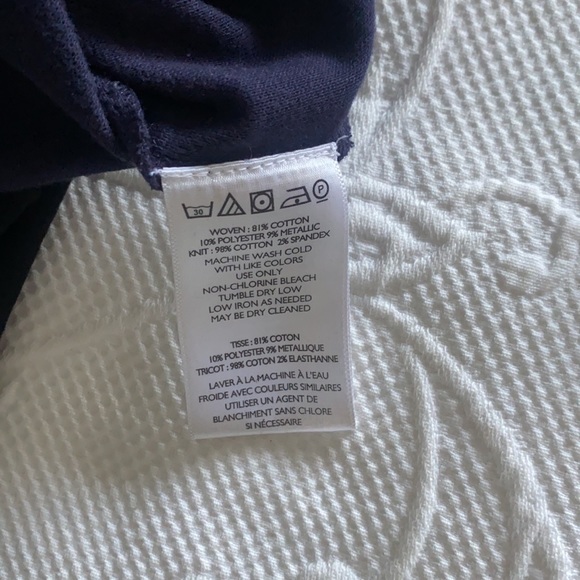 30 P
WOVEN : 81% COTTON
10% POLYESTER 9% METALLIC
KNIT : 98% COTTON 2% SPANDEX
MACHINE WASH COLD
WITH LIKE COLORS
USE ONLY
NON-CHLORINE BLEACH
TUMBLE DRY LOW
LOW IRON AS NEEDED
MAY BE DRY CLEANED
TISSE : 81% COTON
10% POLYESTER 9% METALLIQUE
TRICOT : 98% COTON 2% ELASTHANNE
LAVER À LA MACHINE À L'EAU
FROIDE AVEC COULEURS SIMILAIRES
UTILISER UN AGENT DE
BLANCHIMENT SANS CHLORE
SI NÉCESSAIRE